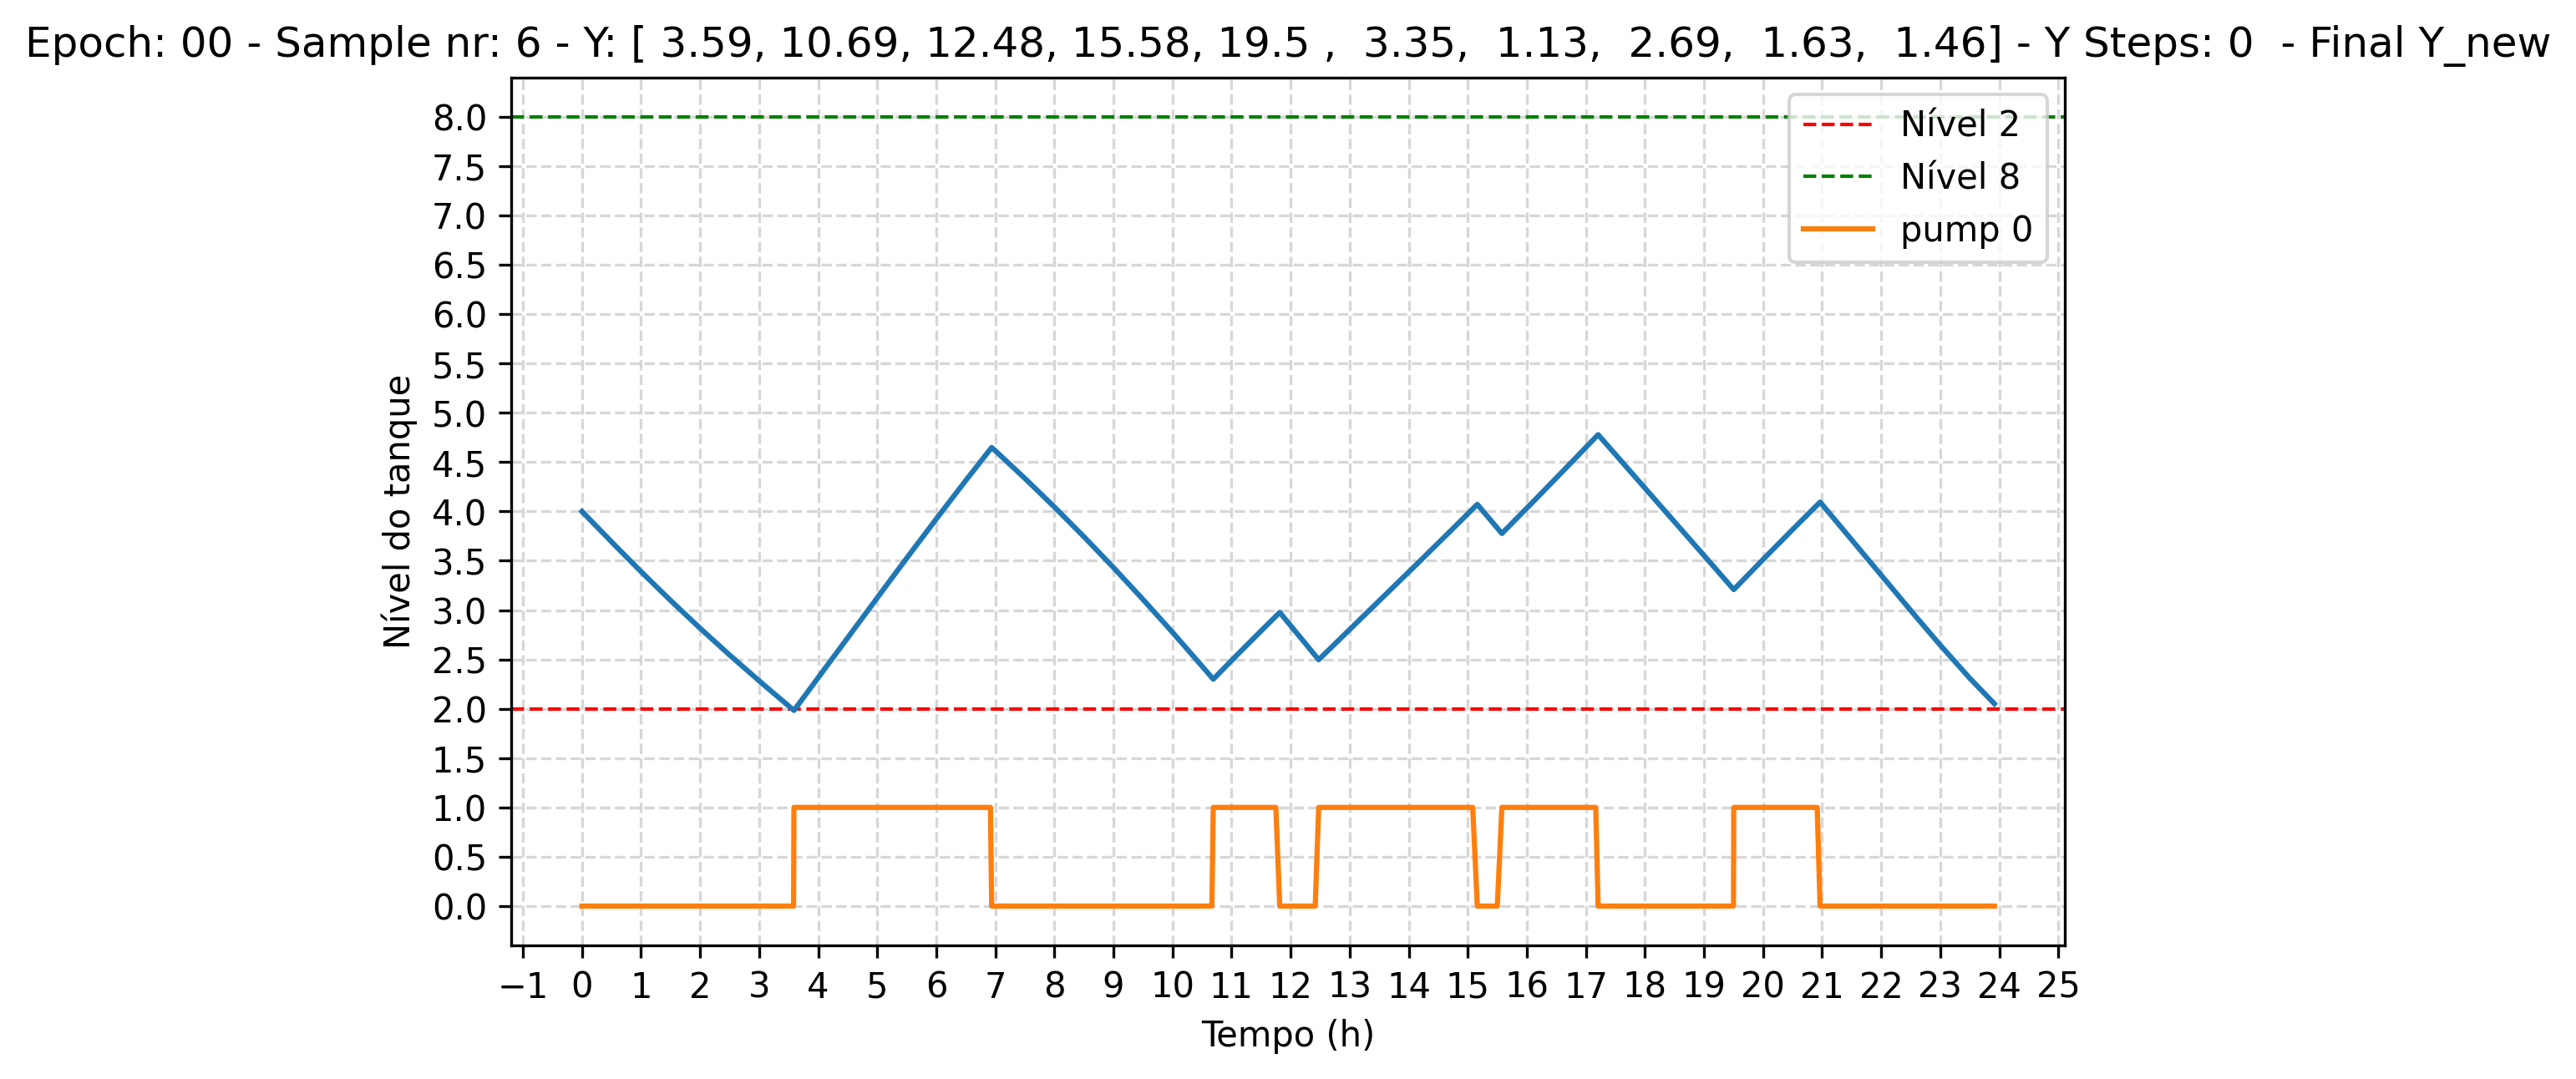 Epoch: 00 - Sample nr: 6 - Y: [ 3.59, 10.69, 12.48, 15.58, 19.5 ,  3.35,  1.13,  2.69,  1.63,  1.46] - Y Steps: 0  - Final Y_new
8.0
7.5
7.0
6.5
6.0
5.5
5.0
4.5
4.0
3.5
3.0
2.5
2.0
1.5
1.0
0.5
0.0
Nível do tanque
Nível 2
Nível 8
pump 0
−1 0 1 2 3 4 5 6 7 8 9 10 11 12 13 14 15 16 17 18 19 20 21 22 23 24 25
Tempo (h)